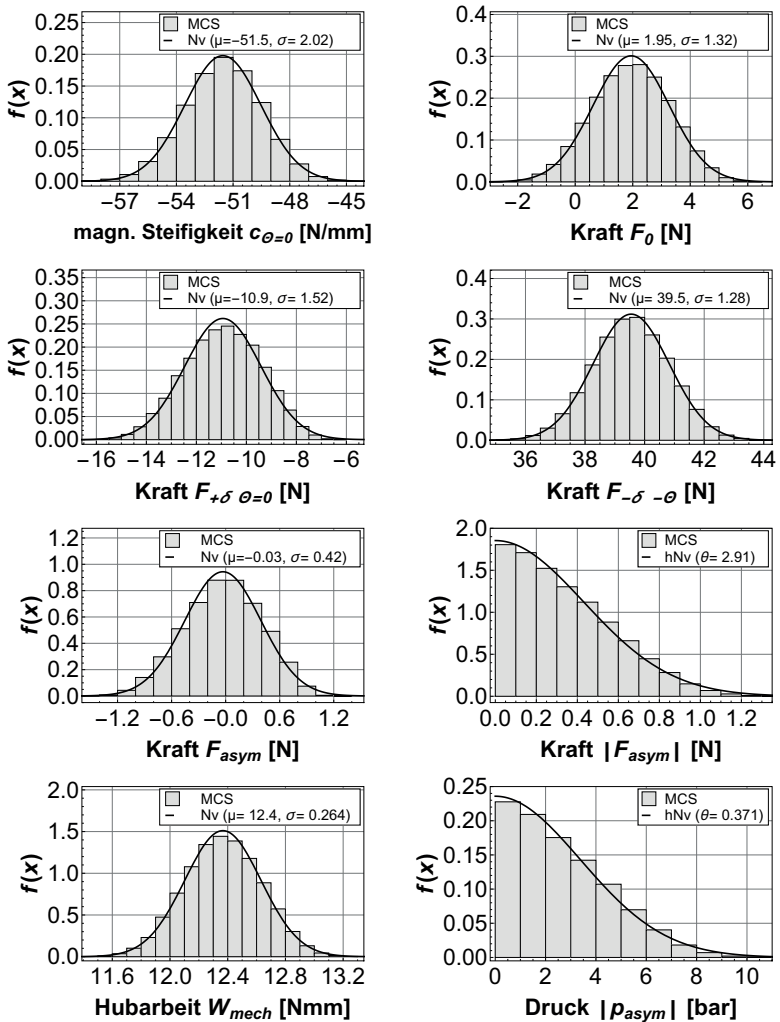 0.25
0.20
0.15
0.10
0.05
0.00
f(x)
MCS
Nv (μ=−51.5, σ= 2.02)
−57 −54 −51 −48 −45
magn. Steifigkeit cΘ=0 [N/mm]
0.4
0.3
0.2
0.1
0.0
f(x)
MCS
Nv (μ= 1.95, σ= 1.32)
−2 0 2 4 6
Kraft F0 [N]
0.35
0.30
0.25
0.20
0.15
0.10
0.05
0.00
f(x)
MCS
Nv (μ=−10.9, σ= 1.52)
−16 −14 −12 −10 −8 −6
Kraft F+δ Θ=0 [N]
0.4
0.3
0.2
0.1
0.0
f(x)
MCS
Nv (μ= 39.5, σ= 1.28)
36 38 40 42 44
Kraft F−δ −Θ [N]
1.2
1.0
0.8
0.6
0.4
0.2
0.0
f(x)
MCS
Nv (μ=−0.03, σ= 0.42)
−1.2 −0.6 −0.0 0.6 1.2
Kraft Fasym [N]
2.0
1.5
1.0
0.5
0.0
f(x)
MCS
hNv (θ= 2.91)
0.0 0.2 0.4 0.6 0.8 1.0 1.2
Kraft |Fasym| [N]
2.0
1.5
1.0
0.5
0.0
f(x)
MCS
Nv (μ= 12.4, σ= 0.264)
11.6 12.0 12.4 12.8 13.2
Hubarbeit Wmech [Nmm]
0.25
0.20
0.15
0.10
0.05
0.00
f(x)
MCS
hNv (θ= 0.371)
0 2 4 6 8 10
Druck |pasym| [bar]